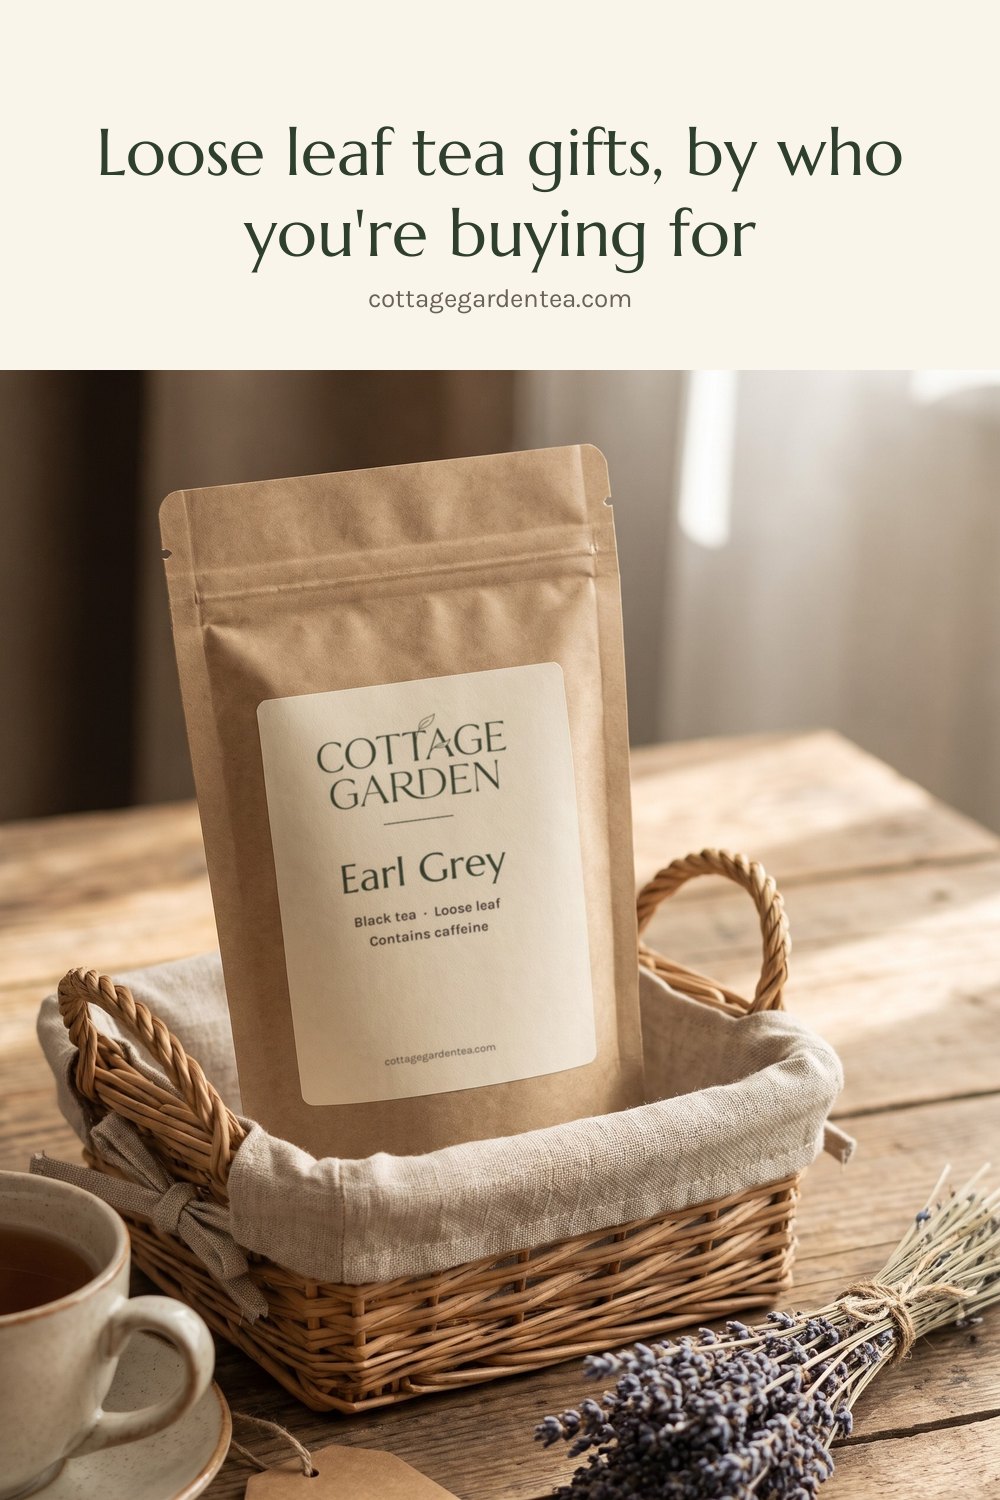 Loose leaf tea gifts, by who
you're buying for
cottagegardentea.com
COTTAGE
GARDEN
Earl Grey
Black tea · Loose leaf
Contains caffeine
cottagegardentea.com